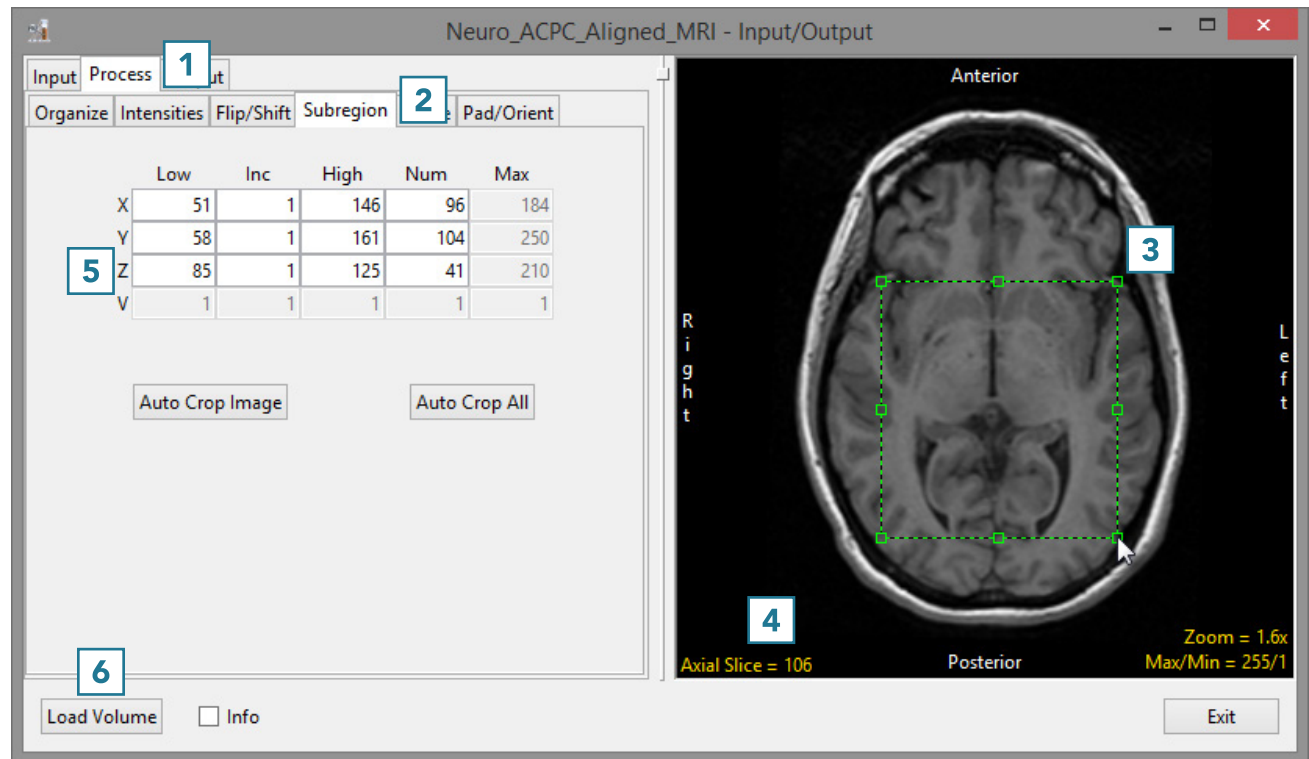 Neuro_ACPC_Aligned_MRI - Input/Output
1
Input Process ut
2
Organize Intensities Flip/Shift Subregion e Pad/Orient
Low Inc High Num Max
X 51 1 146 96 184
Y 58 1 161 104 250
5
Z 85 1 125 41 210
V 1 1 1 1 1
Auto Crop Image Auto Crop All
Anterior
3
Right
Left
4
Zoom = 1.6x
Axial Slice = 106 Posterior Max/Min = 255/1
6
Load Volume Info Exit